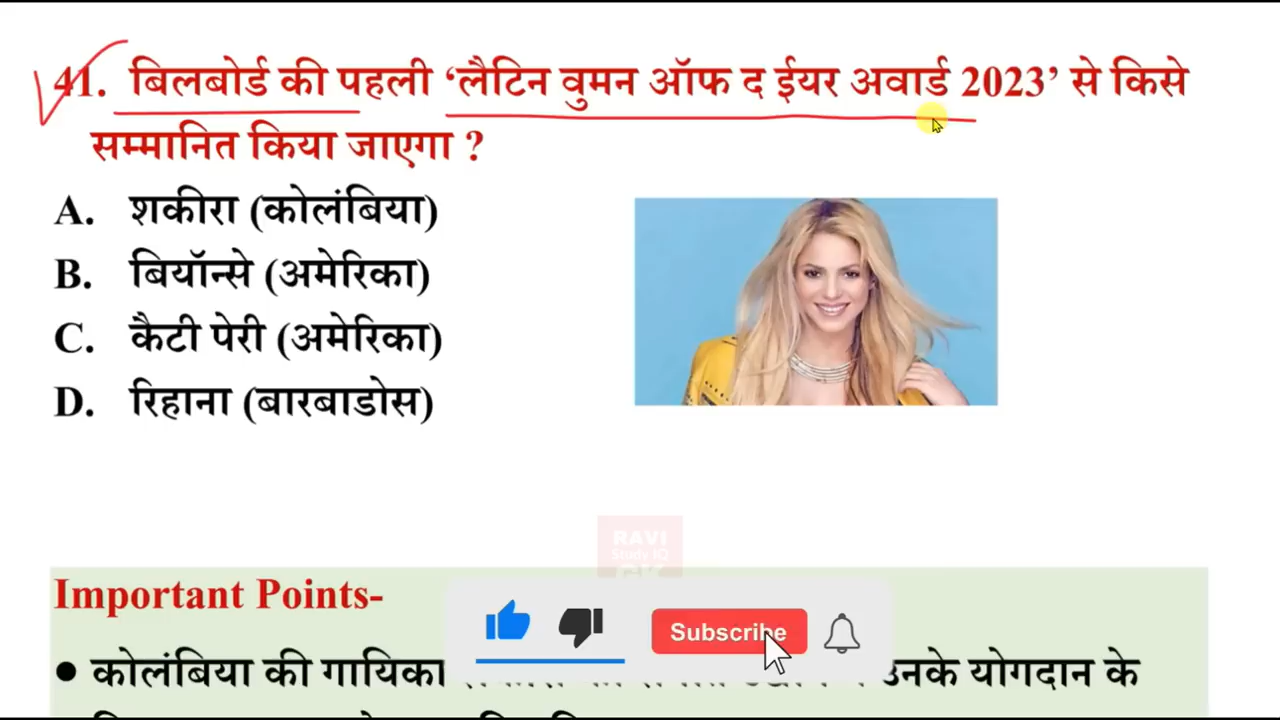 41. बिलबोर्ड की पहली ‘लैटिन वुमन ऑफ द ईयर अवार्ड 2023’ से किसे
सम्मानित किया जाएगा ?
A. शकीरा (कोलंबिया)
B. बियॉन्से (अमेरिका)
C. कैटी पेरी (अमेरिका)
D. रिहाना (बारबाडोस)
RAVI
Study IQ
GK
Important Points-
Subscribe
● कोलंबिया की गायिका उनके योगदान के